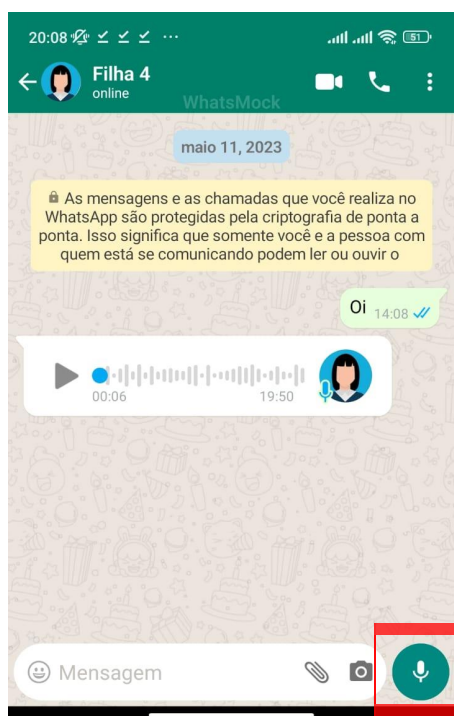 20:08 ... 51
Filha 4
online
WhatsMock
maio 11, 2023
As mensagens e as chamadas que você realiza no
WhatsApp são protegidas pela criptografia de ponta a
ponta. Isso significa que somente você e a pessoa com
quem está se comunicando podem ler ou ouvir o
Oi 14:08
00:06 19:50
Mensagem